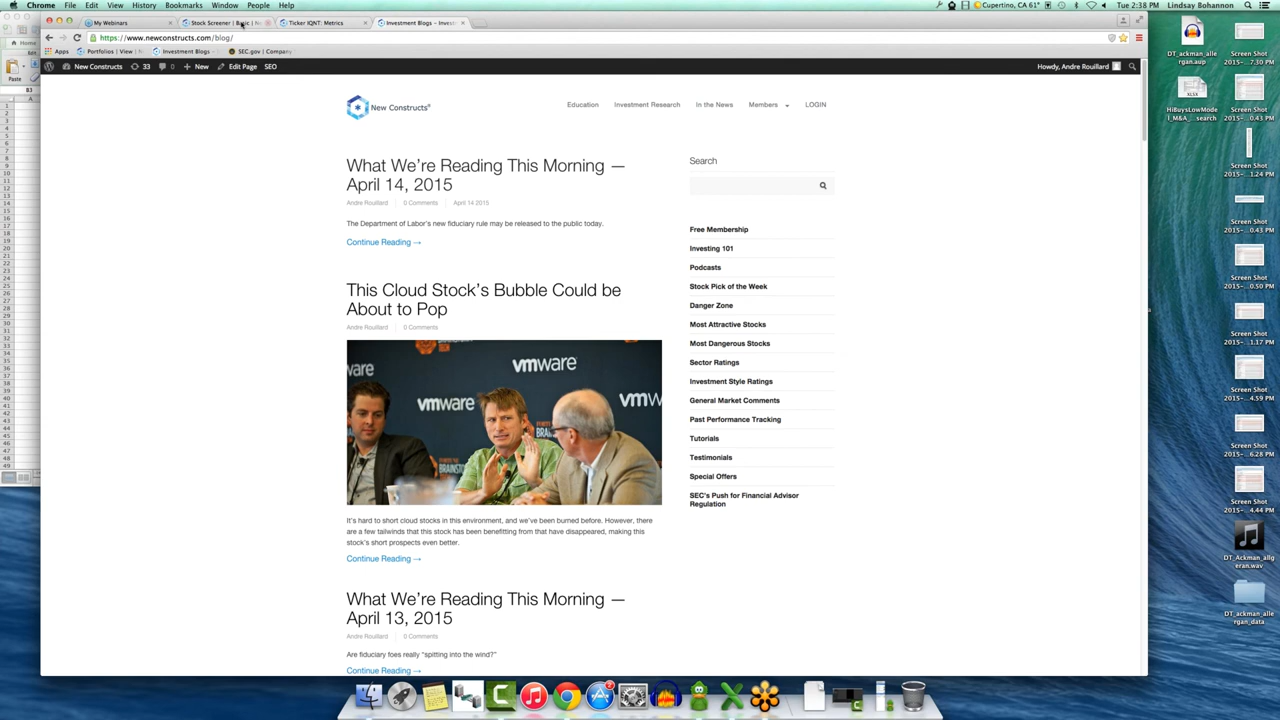 Chrome File Edit View History Bookmarks Window People Help
Cupertino, CA 61° Tue 2:38 PM Lindsay Bohannon
My Webinars
Stock Screener | Basic | N
Ticker IQNT: Metrics
Investment Blogs – Invest
https://www.newconstructs.com/blog/
Apps
Portfolios | View
www.newconstructs.com
Investment Blogs
SEC.gov | Company
New Constructs 33 0 New Edit Page SEO
Howdy, Andre Rouillard
New Constructs®
Education Investment Research In the News Members LOGIN
What We're Reading This Morning —
April 14, 2015
Andre Rouillard 0 Comments April 14 2015
The Department of Labor's new fiduciary rule may be released to the public today.
Continue Reading →
This Cloud Stock's Bubble Could be
About to Pop
Andre Rouillard 0 Comments
vmware
vmware
vmware
vmw
It's hard to short cloud stocks in this environment, and we've been burned before. However, there
are a few tailwinds that this stock has been benefitting from that have disappeared, making this
stock's short prospects even better.
Continue Reading →
What We're Reading This Morning —
April 13, 2015
Andre Rouillard 0 Comments
Are fiduciary foes really "spitting into the wind?"
Continue Reading →
Search
Free Membership
Investing 101
Podcasts
Stock Pick of the Week
Danger Zone
Most Attractive Stocks
Most Dangerous Stocks
Sector Ratings
Investment Style Ratings
General Market Comments
Past Performance Tracking
Tutorials
Testimonials
Special Offers
SEC's Push for Financial Advisor
Regulation
Home
Paste
B3
A
DT_ackman_alle
rgan.aup
Screen Shot
2015-...7.30 PM
XLSX
HiBuysLowMode
l_M&A_...search
Screen Shot
2015-...0.43 PM
Screen Shot
2015-...1.24 PM
Screen Shot
2015-...0.43 PM
Screen Shot
2015-...0.50 PM
Screen Shot
2015-...1.17 PM
Screen Shot
2015-...4.59 PM
Screen Shot
2015-...6.28 PM
Screen Shot
2015-...4.44 PM
DT_Ackman_allg
eran.wav
DT_ackman_alle
rgan_data